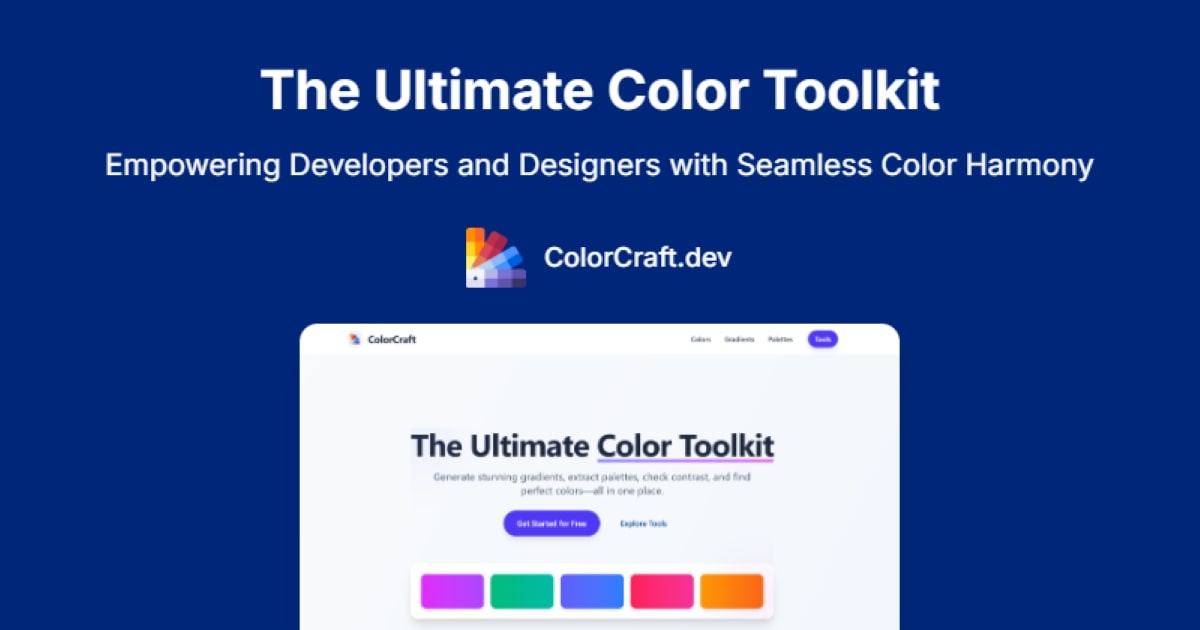 The Ultimate Color Toolkit
Empowering Developers and Designers with Seamless Color Harmony
ColorCraft.dev
ColorCraft
Colors Gradients Palettes Tools
The Ultimate Color Toolkit
Generate stunning gradients, extract palettes, check contrast, and find
perfect colors—all in one place.
Get Started for Free Explore Tools